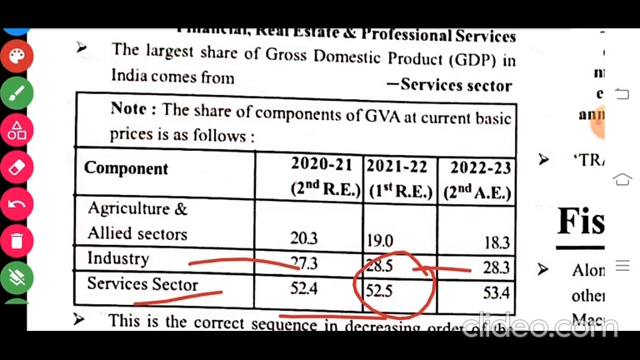 Financial, Real Estate & Professional Services
➢ The largest share of Gross Domestic Product (GDP) in
India comes from –Services sector
Note : The share of components of GVA at current basic
prices is as follows :
Component 2020-21 (2nd R.E.) 2021-22 (1st R.E.) 2022-23 (2nd A.E.)
Agriculture &
Allied sectors 20.3 19.0 18.3
Industry 27.3 28.5 28.3
Services Sector 52.4 52.5 53.4
➢ This is the correct sequence in decreasing order of the
➢ 'TRA
Fis
➢ Alon
other
Mac
clideo.com